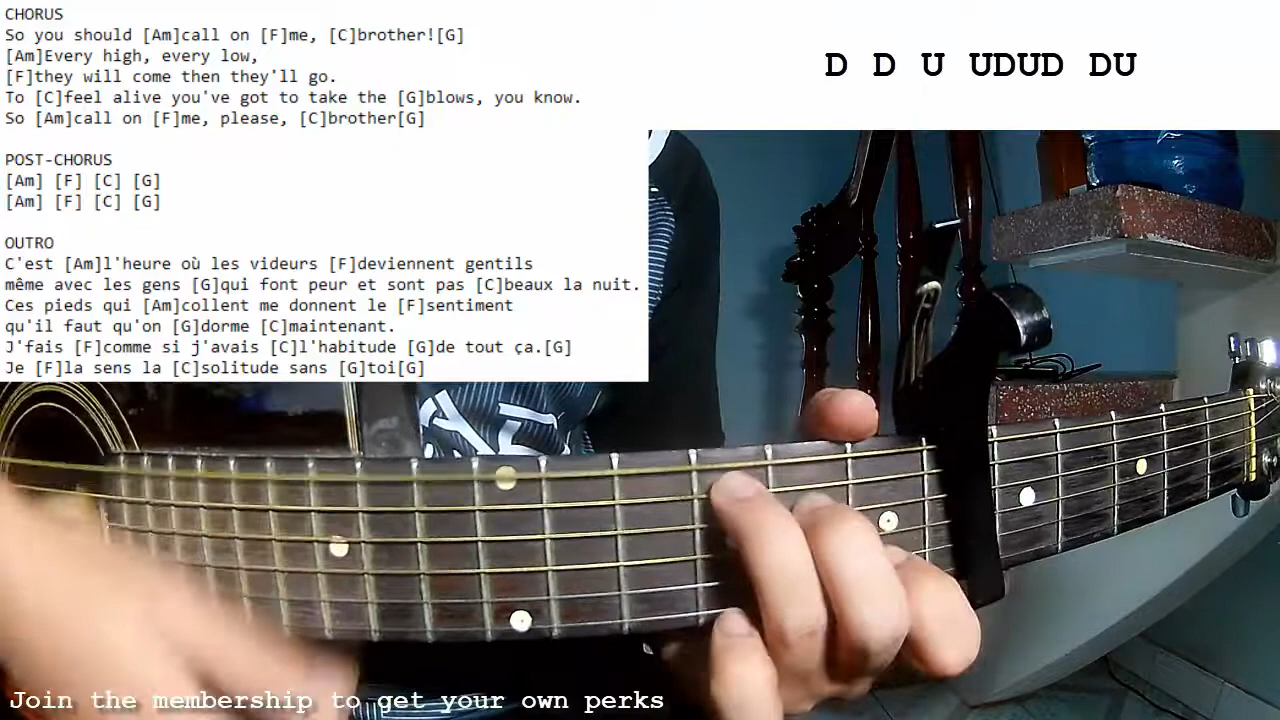 CHORUS
So you should [Am]call on [F]me, [C]brother![G]
[Am]Every high, every low,
[F]they will come then they'll go.
To [C]feel alive you've got to take the [G]blows, you know.
So [Am]call on [F]me, please, [C]brother[G]
POST-CHORUS
[Am] [F] [C] [G]
[Am] [F] [C] [G]
OUTRO
C'est [Am]l'heure où les videurs [F]deviennent gentils
même avec les gens [G]qui font peur et sont pas [C]beaux la nuit.
Ces pieds qui [Am]collent me donnent le [F]sentiment
qu'il faut qu'on [G]dorme [C]maintenant.
J'fais [F]comme si j'avais [C]l'habitude [G]de tout ça.[G]
Je [F]la sens la [C]solitude sans [G]toi[G]
D D U UDUD DU
Join the membership to get your own perks